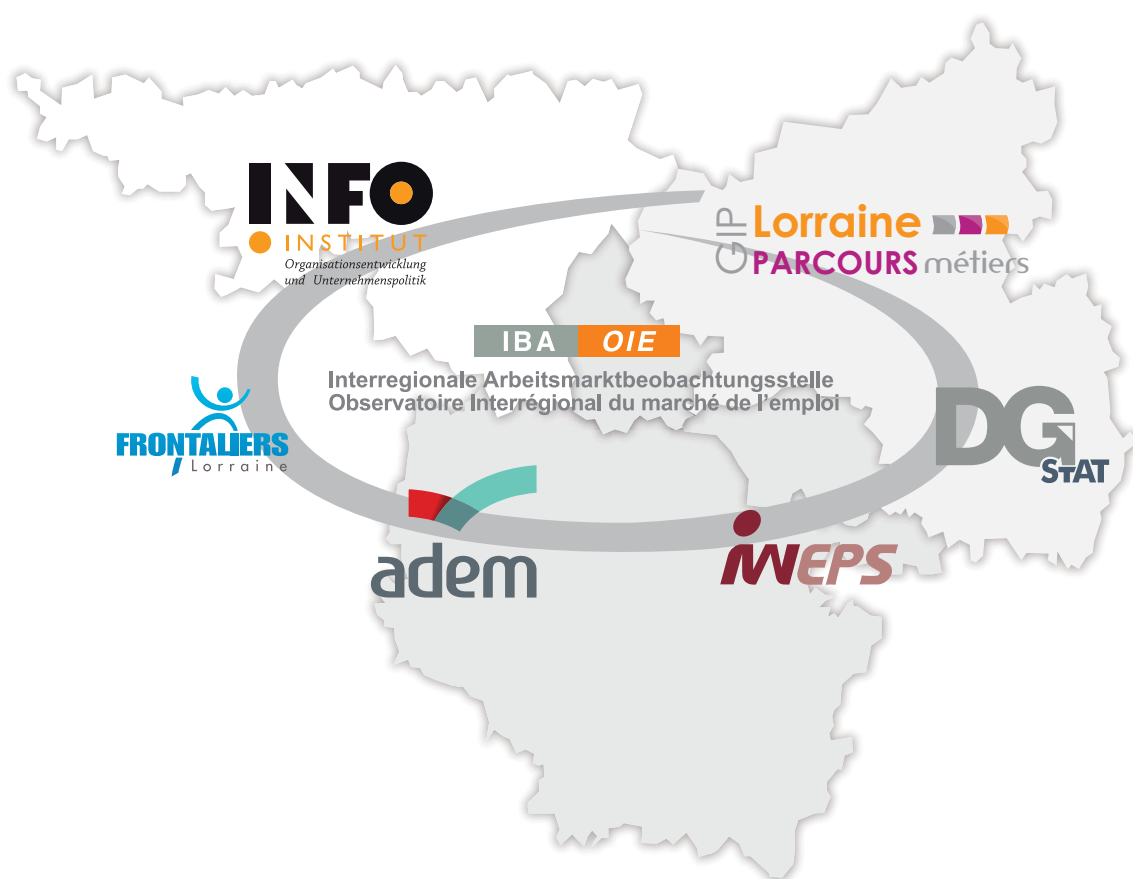 INFO
INSTITUT
Organisationsentwicklung
und Unternehmenspolitik
GIP
Lorraine
PARCOURS métiers
IBA OIE
Interregionale Arbeitsmarktbeobachtungsstelle
Observatoire Interrégional du marché de l'emploi
FRONTALIERS
Lorraine
DG
STAT
adem
iWEPS